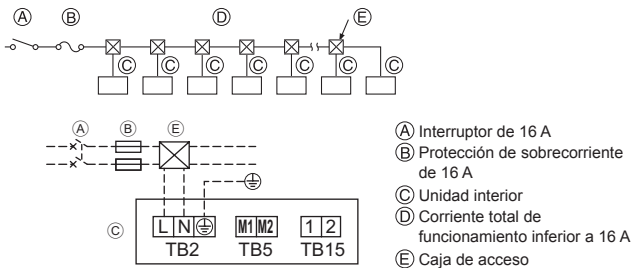 A B D E
C C C C C C
A B E
C
L N
M1 M2
1 2
TB2 TB5 TB15
A Interruptor de 16 A
B Protección de sobrecorriente
de 16 A
C Unidad interior
D Corriente total de
funcionamiento inferior a 16 A
E Caja de acceso